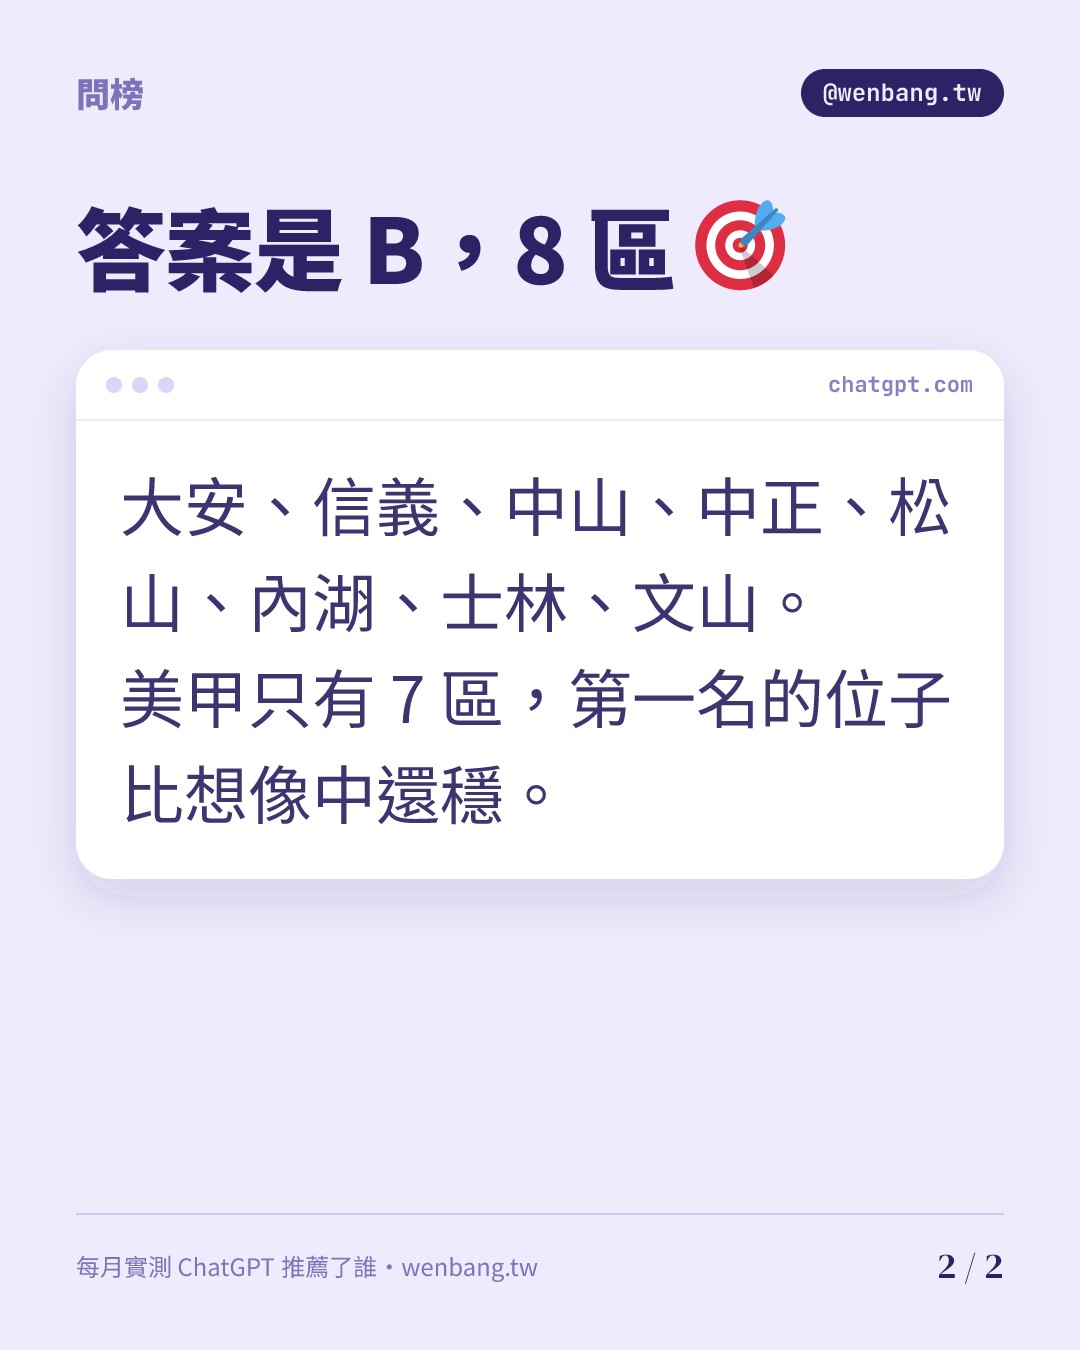 問榜
@wenbang.tw
答案是 B，8 區
chatgpt.com
大安、信義、中山、中正、松
山、內湖、士林、文山。
美甲只有 7 區，第一名的位子
比想像中還穩。
每月實測 ChatGPT 推薦了誰・wenbang.tw
2 / 2